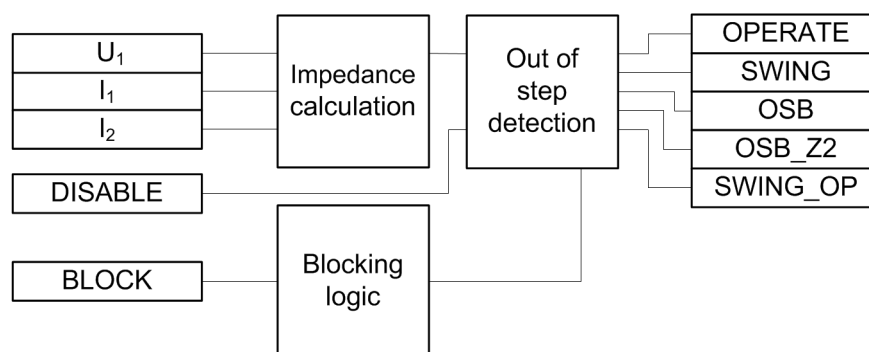 U₁
I₁
I₂
DISABLE
BLOCK
Impedance
calculation
Blocking
logic
Out of
step
detection
OPERATE
SWING
OSB
OSB_Z2
SWING_OP